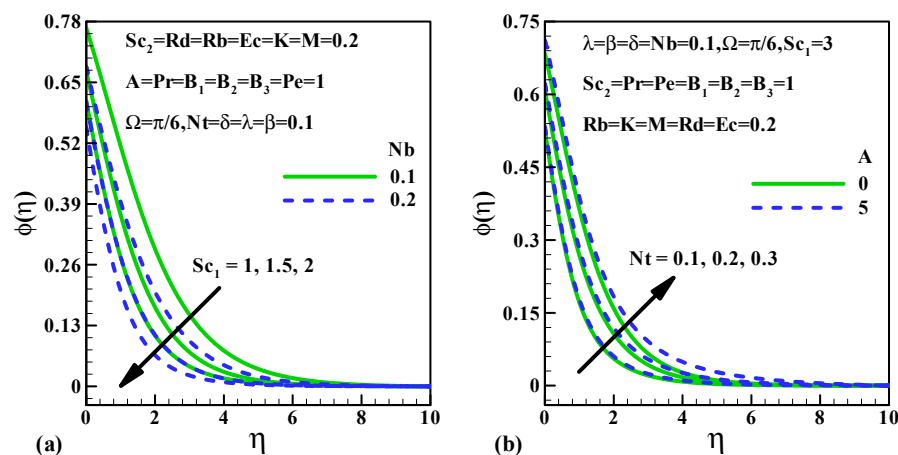 0.78
0.65
0.52
0.39
0.26
0.13
0
ϕ(η)
Sc₂=Rd=Rb=Ec=K=M=0.2
A=Pr=B₁=B₂=B₃=Pe=1
Ω=π/6,Nt=δ=λ=β=0.1
Nb
0.1
0.2
Sc₁ = 1, 1.5, 2
0 2 4 6 8 10
(a) η
0.75
0.6
0.45
0.3
0.15
0
ϕ(η)
λ=β=δ=Nb=0.1,Ω=π/6,Sc₁=3
Sc₂=Pr=Pe=B₁=B₂=B₃=1
Rb=K=M=Rd=Ec=0.2
A
0
5
Nt = 0.1, 0.2, 0.3
0 2 4 6 8 10
(b) η